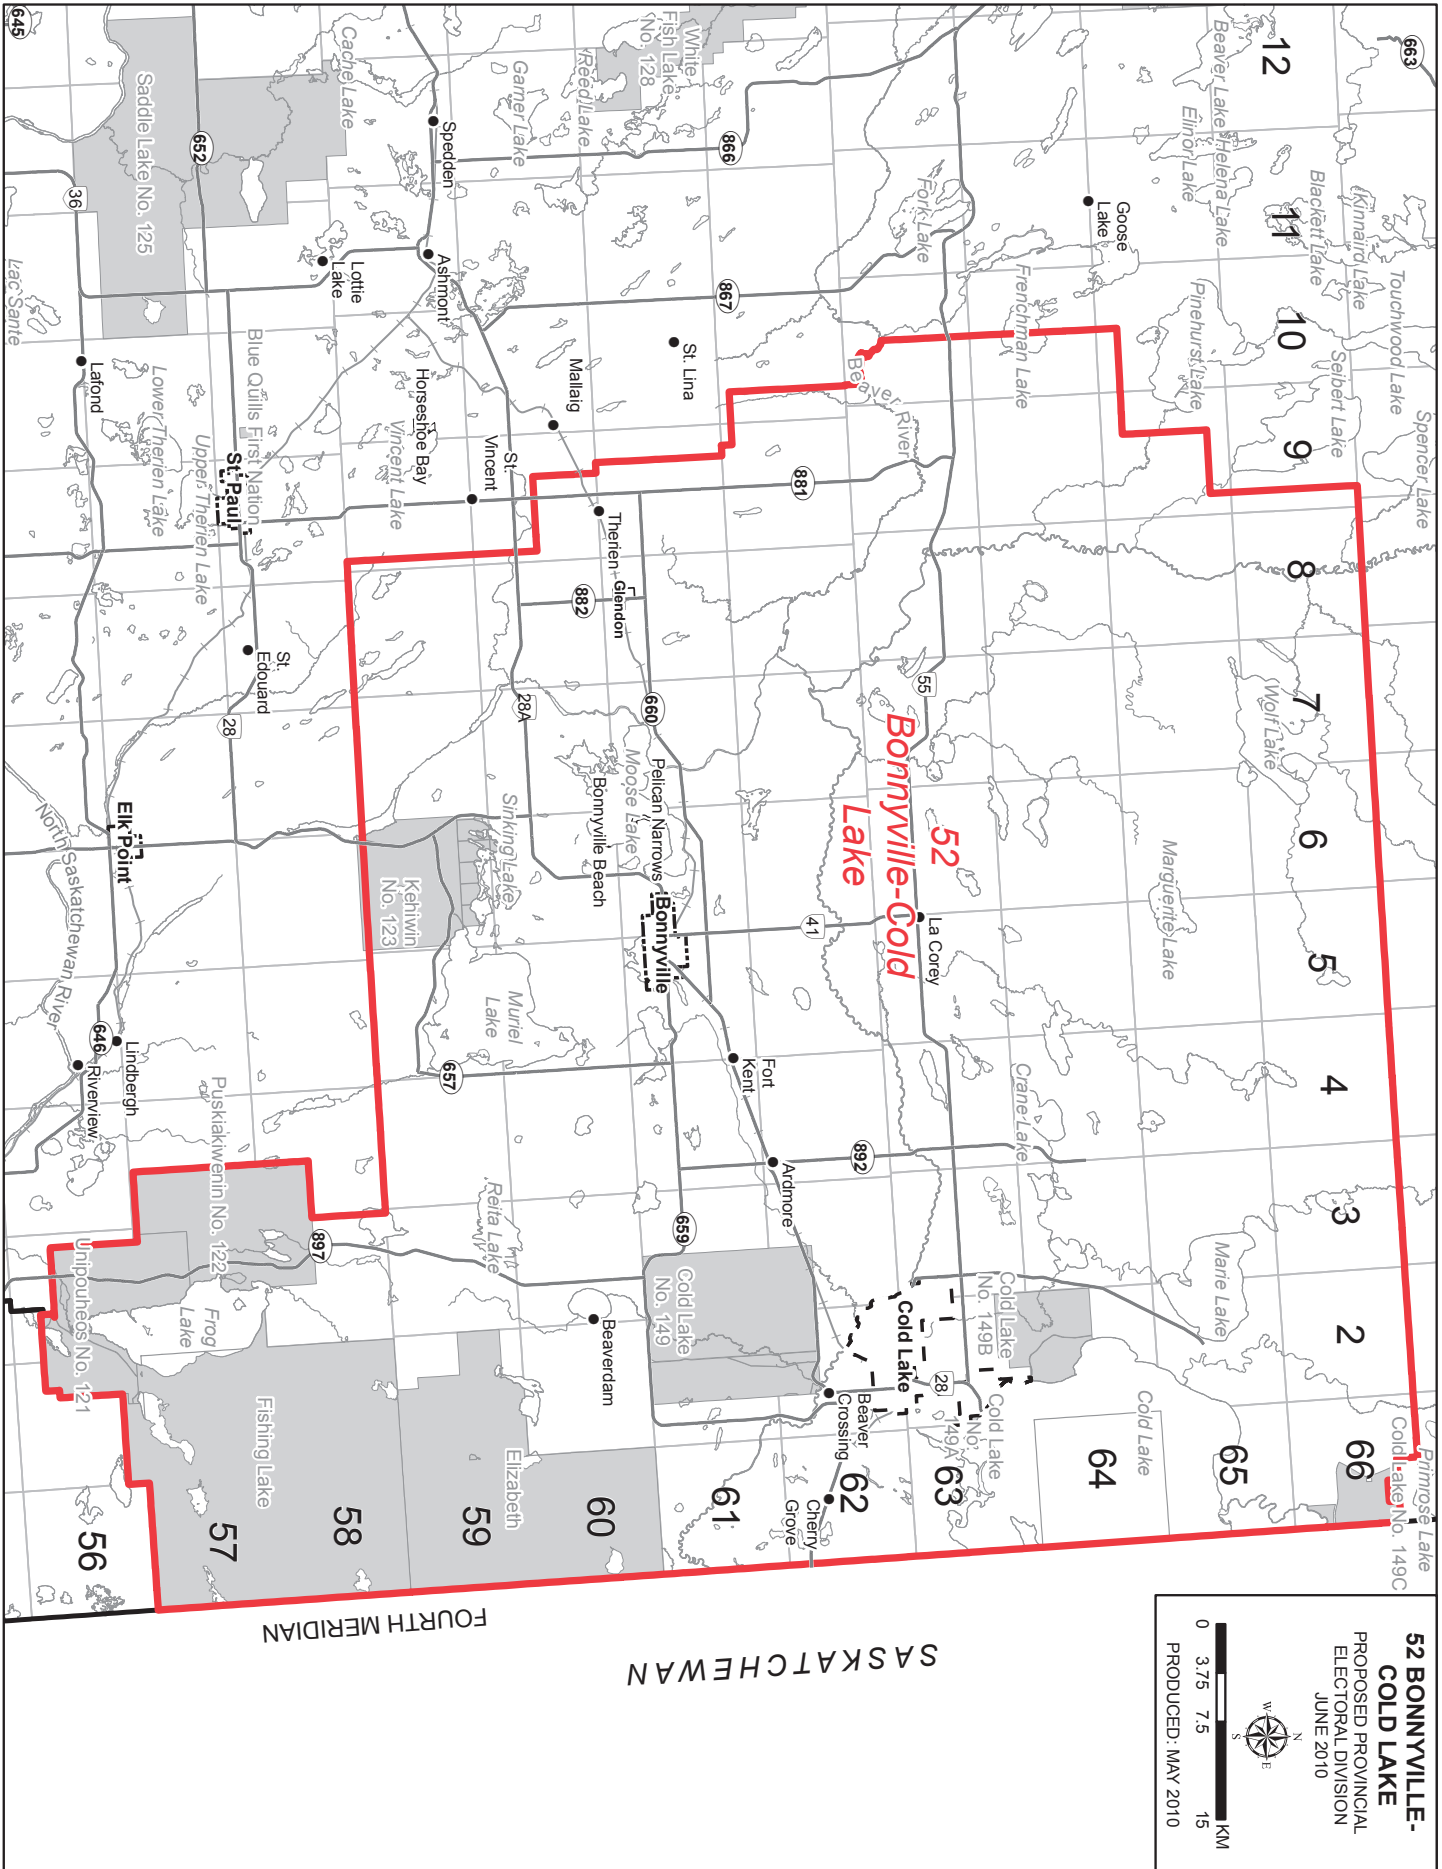 52 BONNYVILLE-
COLD LAKE
PROPOSED PROVINCIAL
ELECTORAL DIVISION
JUNE 2010
N
W
E
S
0
3.75
7.5
15
KM
PRODUCED: MAY 2010
663
12
11
10
9
8
7
6
5
4
3
2
Touchwood Lake
Spencer Lake
Kinnaird Lake
Blackett Lake
Seibert Lake
Beaver Lake
Helena Lake
Elinor Lake
Pinehurst Lake
Wolf Lake
Marguerite Lake
Marie Lake
Primrose Lake
Cold Lake No. 149C
66
65
64
63
62
61
60
59
58
57
56
Goose
Lake
Frenchman Lake
Fork Lake
Crane Lake
Cold Lake
Cold Lake
No. 149B
Cold Lake
No.
149A
55
52
Bonnyville-Cold
Lake
La Corey
Beaver River
28
Cold Lake
White
Fish Lake
No. 128
866
867
881
41
892
Ardmore
Beaver
Crossing
Cherry
Grove
St. Lina
Fort
Kent
Reed Lake
Garner Lake
Mallaig
Therien
Glendon
882
660
Pelican Narrows
Moose Lake
Bonnyville Beach
Bonnyville
659
Cold Lake
No. 149
Beaverdam
Spedden
Ashmont
Cache Lake
Horseshoe Bay
Vincent Lake
Vincent
St.
28A
Sinking Lake
Muriel
Lake
657
Reita Lake
Elizabeth
Kehiwin
No. 123
Lottie
Lake
652
Saddle Lake No. 125
36
645
Blue Quills First Nation
St. Paul
Upper Therien Lake
Lower Therien Lake
Lac Sante
Lafond
St.
Edouard
28
Elk Point
North Saskatchewan River
Lindbergh
646
Riverview
Puskiakiwenin No. 122
897
Frog
Lake
Unipouheos No. 121
Fishing Lake
FOURTH MERIDIAN
SASKATCHEWAN